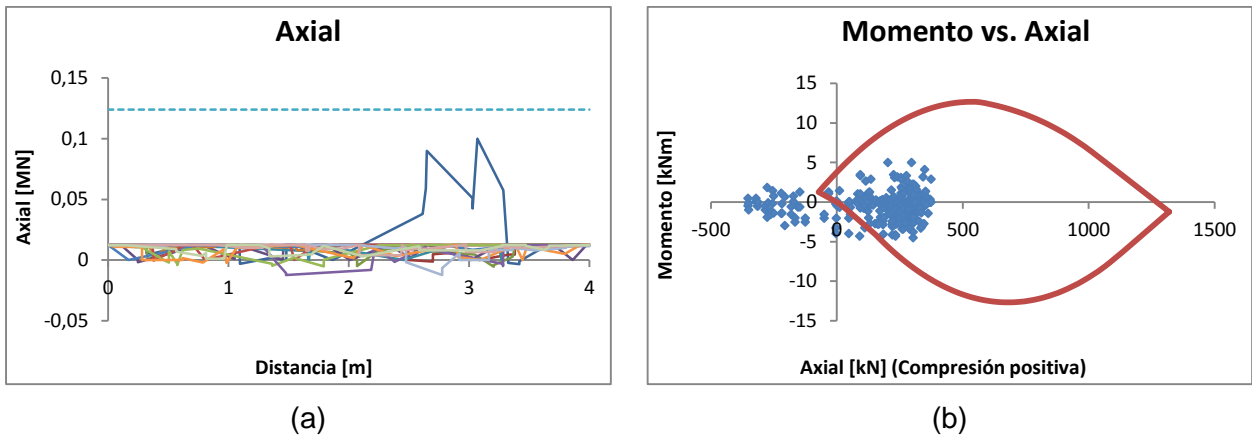 Axial
0,15
0,1
0,05
0
-0,05
Axial [MN]
0 1 2 3 4
Distancia [m]
(a)
Momento vs. Axial
15
10
5
0
-5
-10
-15
Momento [kNm]
-500 0 500 1000 1500
Axial [kN] (Compresión positiva)
(b)